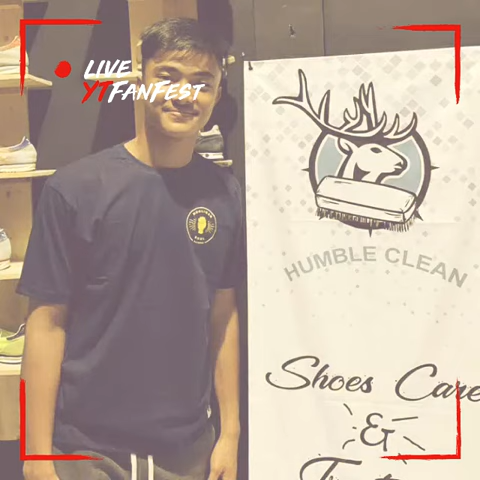 LIVE
YTFANFEST
HUMBLE CLEAN
Shoes Care
&